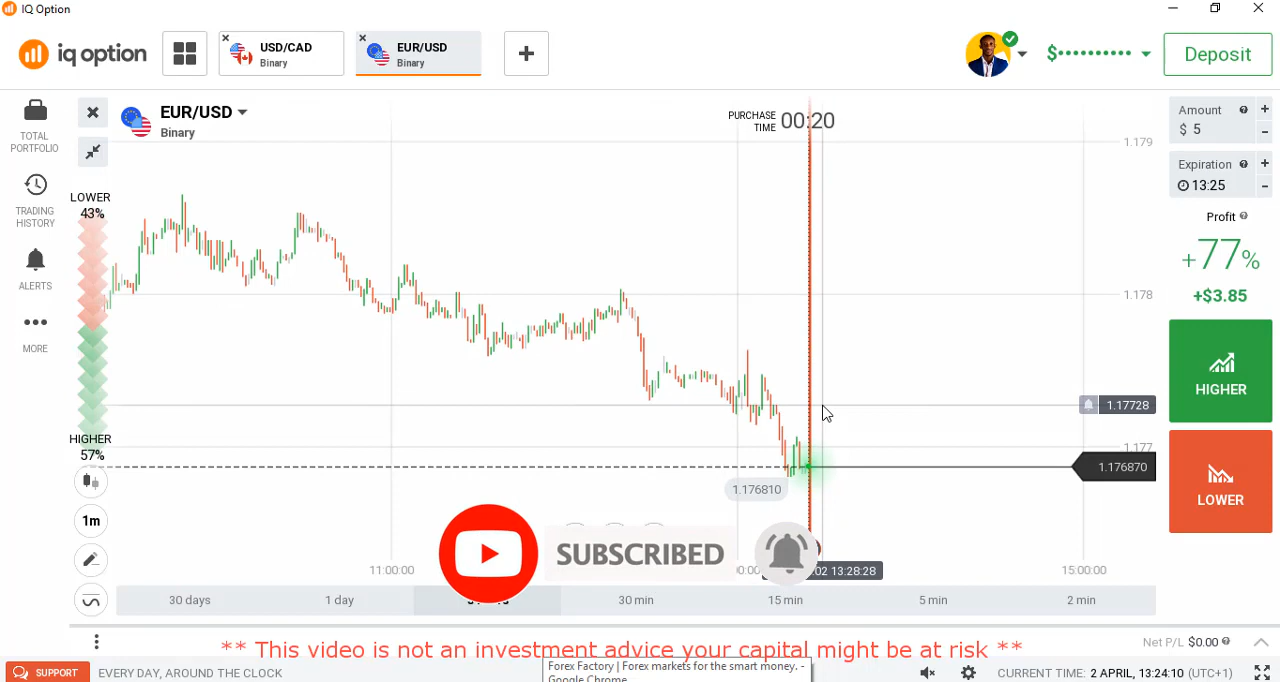 IQ Option
iq option
USD/CAD
Binary
EUR/USD
Binary
$
Deposit
TOTAL
PORTFOLIO
TRADING
HISTORY
ALERTS
MORE
EUR/USD
Binary
LOWER
43%
HIGHER
57%
1m
PURCHASE
TIME
00:20
1.179
1.178
1.17728
1.177
1.176870
1.176810
11:00:00
02 13:28:28
15:00:00
SUBSCRIBED
30 days
1 day
30 min
15 min
5 min
2 min
Amount
$ 5
Expiration
13:25
Profit
+77%
+$3.85
HIGHER
LOWER
** This video is not an investment advice your capital might be at risk **
Net P/L $0.00
SUPPORT
EVERY DAY, AROUND THE CLOCK
Forex Factory | Forex markets for the smart money. -
Google Chrome
CURRENT TIME: 2 APRIL, 13:24:10 (UTC+1)